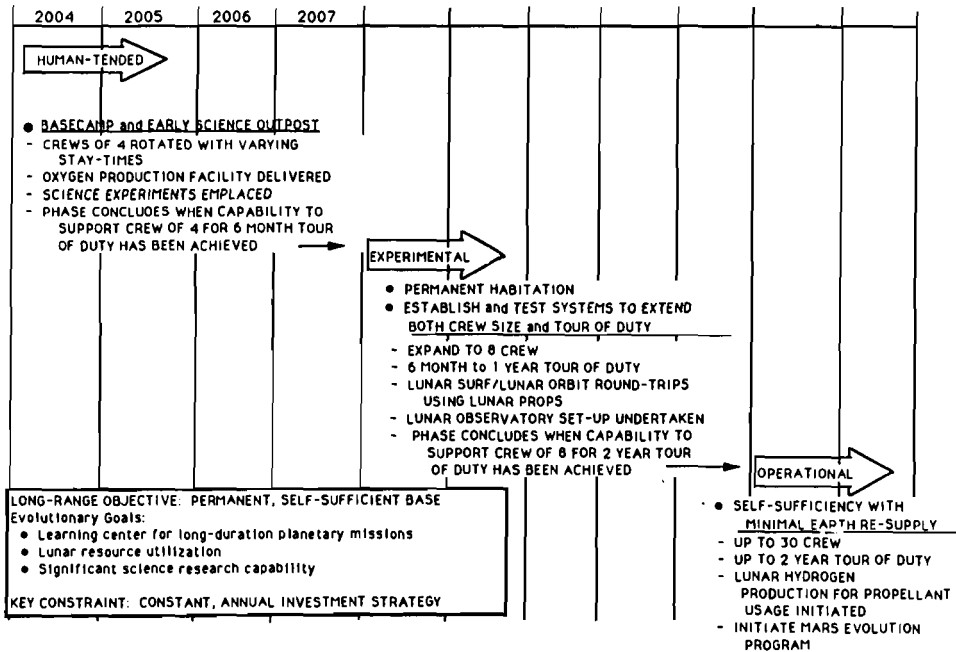 2004 2005 2006 2007
HUMAN-TENDED
● BASECAMP and EARLY SCIENCE OUTPOST
- CREWS OF 4 ROTATED WITH VARYING
STAY-TIMES
- OXYGEN PRODUCTION FACILITY DELIVERED
- SCIENCE EXPERIMENTS EMPLACED
- PHASE CONCLUDES WHEN CAPABILITY TO
SUPPORT CREW OF 4 FOR 6 MONTH TOUR
OF DUTY HAS BEEN ACHIEVED
EXPERIMENTAL
● PERMANENT HABITATION
● ESTABLISH and TEST SYSTEMS TO EXTEND
BOTH CREW SIZE and TOUR OF DUTY
- EXPAND TO 8 CREW
- 6 MONTH to 1 YEAR TOUR OF DUTY
- LUNAR SURF/LUNAR ORBIT ROUND-TRIPS
USING LUNAR PROPS
- LUNAR OBSERVATORY SET-UP UNDERTAKEN
- PHASE CONCLUDES WHEN CAPABILITY TO
SUPPORT CREW OF 8 FOR 2 YEAR TOUR
OF DUTY HAS BEEN ACHIEVED
OPERATIONAL
● SELF-SUFFICIENCY WITH
MINIMAL EARTH RE-SUPPLY
- UP TO 30 CREW
- UP TO 2 YEAR TOUR OF DUTY
- LUNAR HYDROGEN
PRODUCTION FOR PROPELLANT
USAGE INITIATED
- INITIATE MARS EVOLUTION
PROGRAM
LONG-RANGE OBJECTIVE: PERMANENT, SELF-SUFFICIENT BASE
Evolutionary Goals:
● Learning center for long-duration planetary missions
● Lunar resource utilization
● Significant science research capability
KEY CONSTRAINT: CONSTANT, ANNUAL INVESTMENT STRATEGY